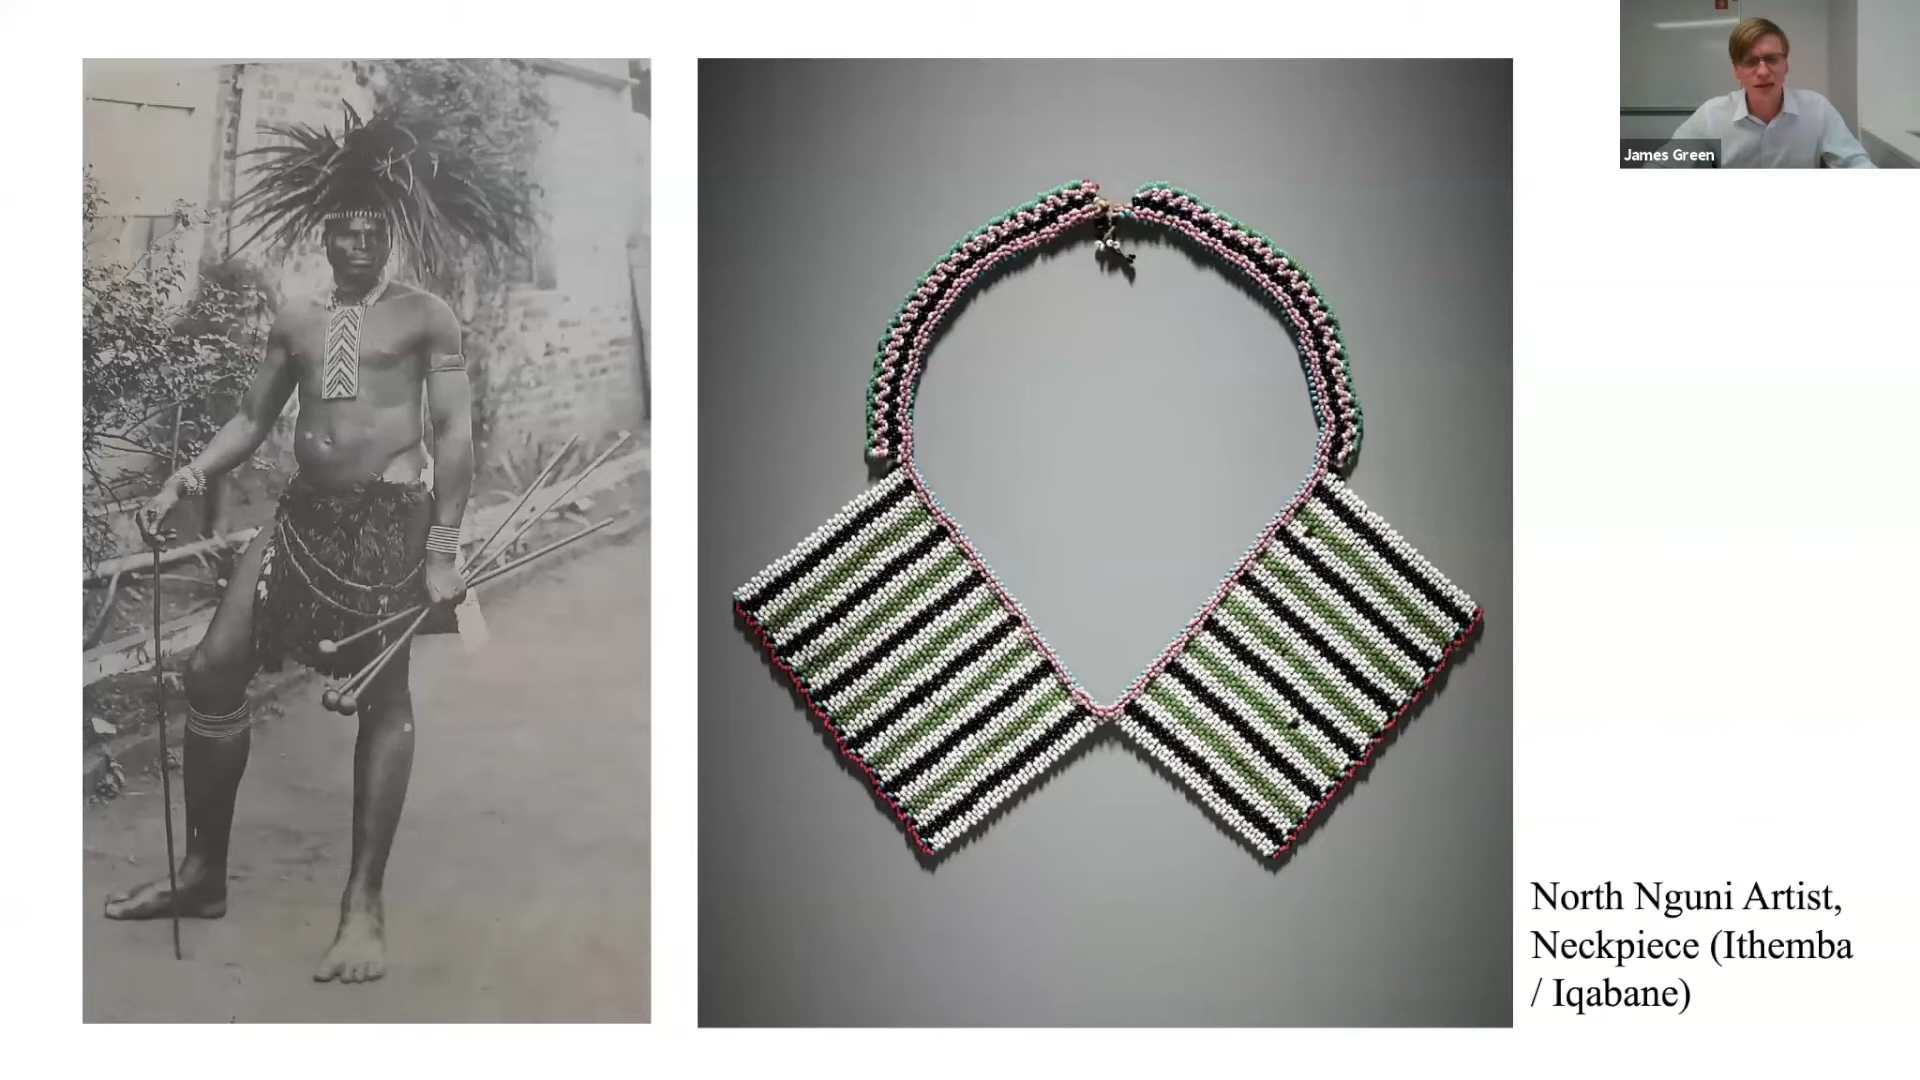 James Green
North Nguni Artist,
Neckpiece (Ithemba
/ Iqabane)